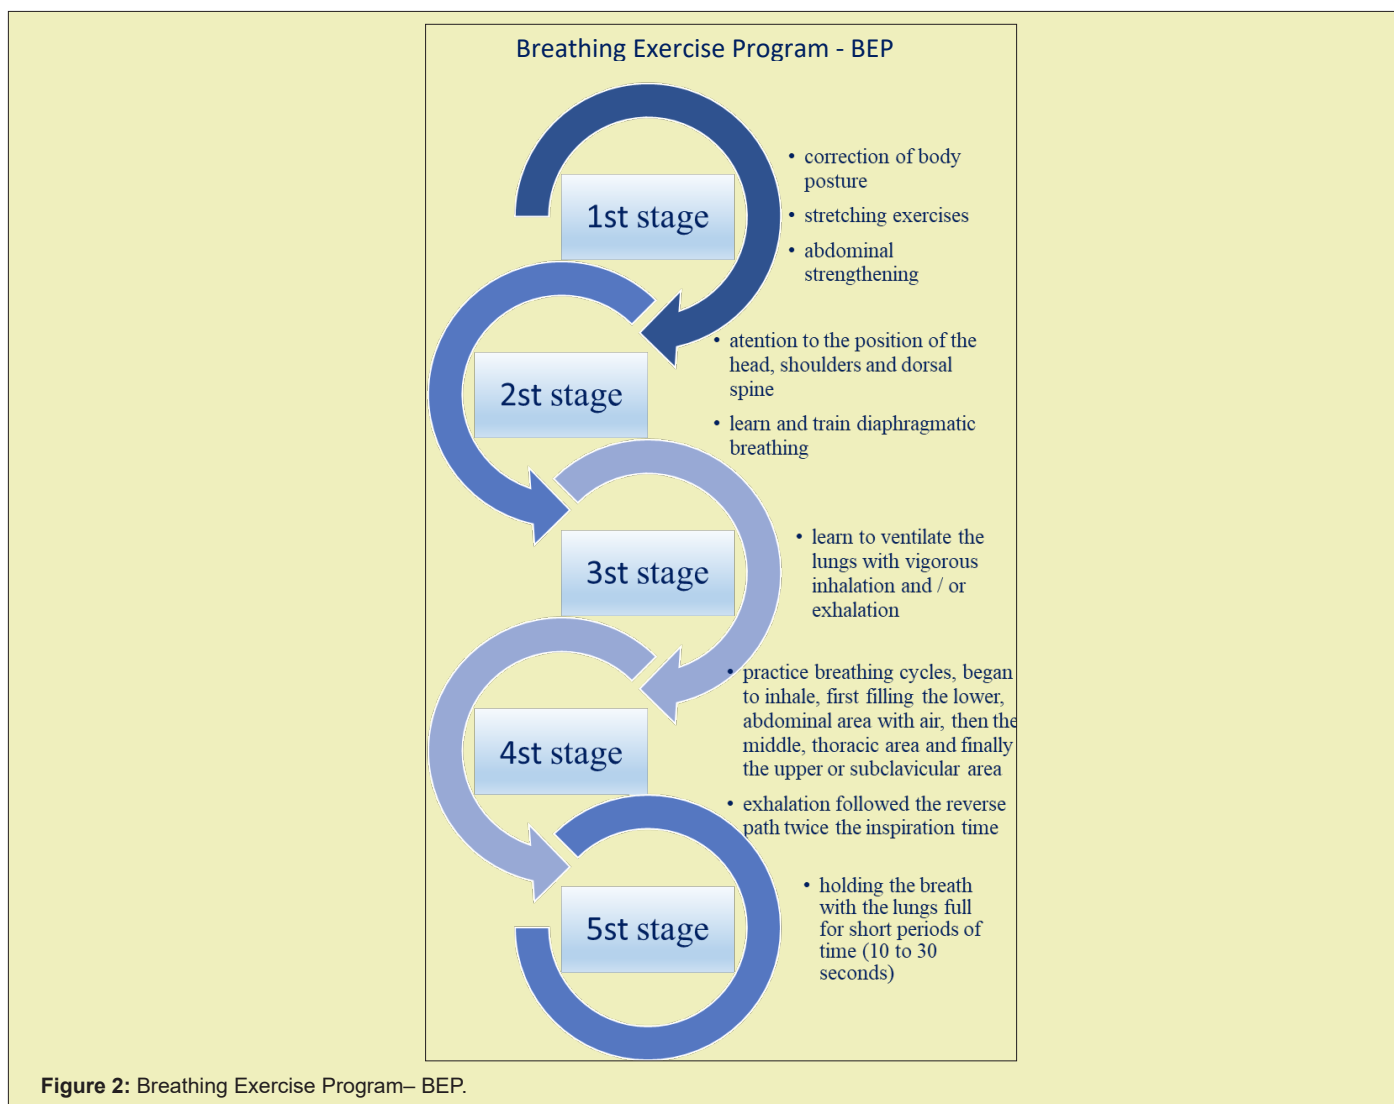 Breathing Exercise Program - BEP
1st stage
• correction of body
posture
• stretching exercises
• abdominal
strengthening
2st stage
• atention to the position of the
head, shoulders and dorsal
spine
• learn and train diaphragmatic
breathing
3st stage
• learn to ventilate the
lungs with vigorous
inhalation and / or
exhalation
4st stage
• practice breathing cycles, began
to inhale, first filling the lower,
abdominal area with air, then the
middle, thoracic area and finally
the upper or subclavicular area
• exhalation followed the reverse
path twice the inspiration time
5st stage
• holding the breath
with the lungs full
for short periods of
time (10 to 30
seconds)
Figure 2: Breathing Exercise Program– BEP.